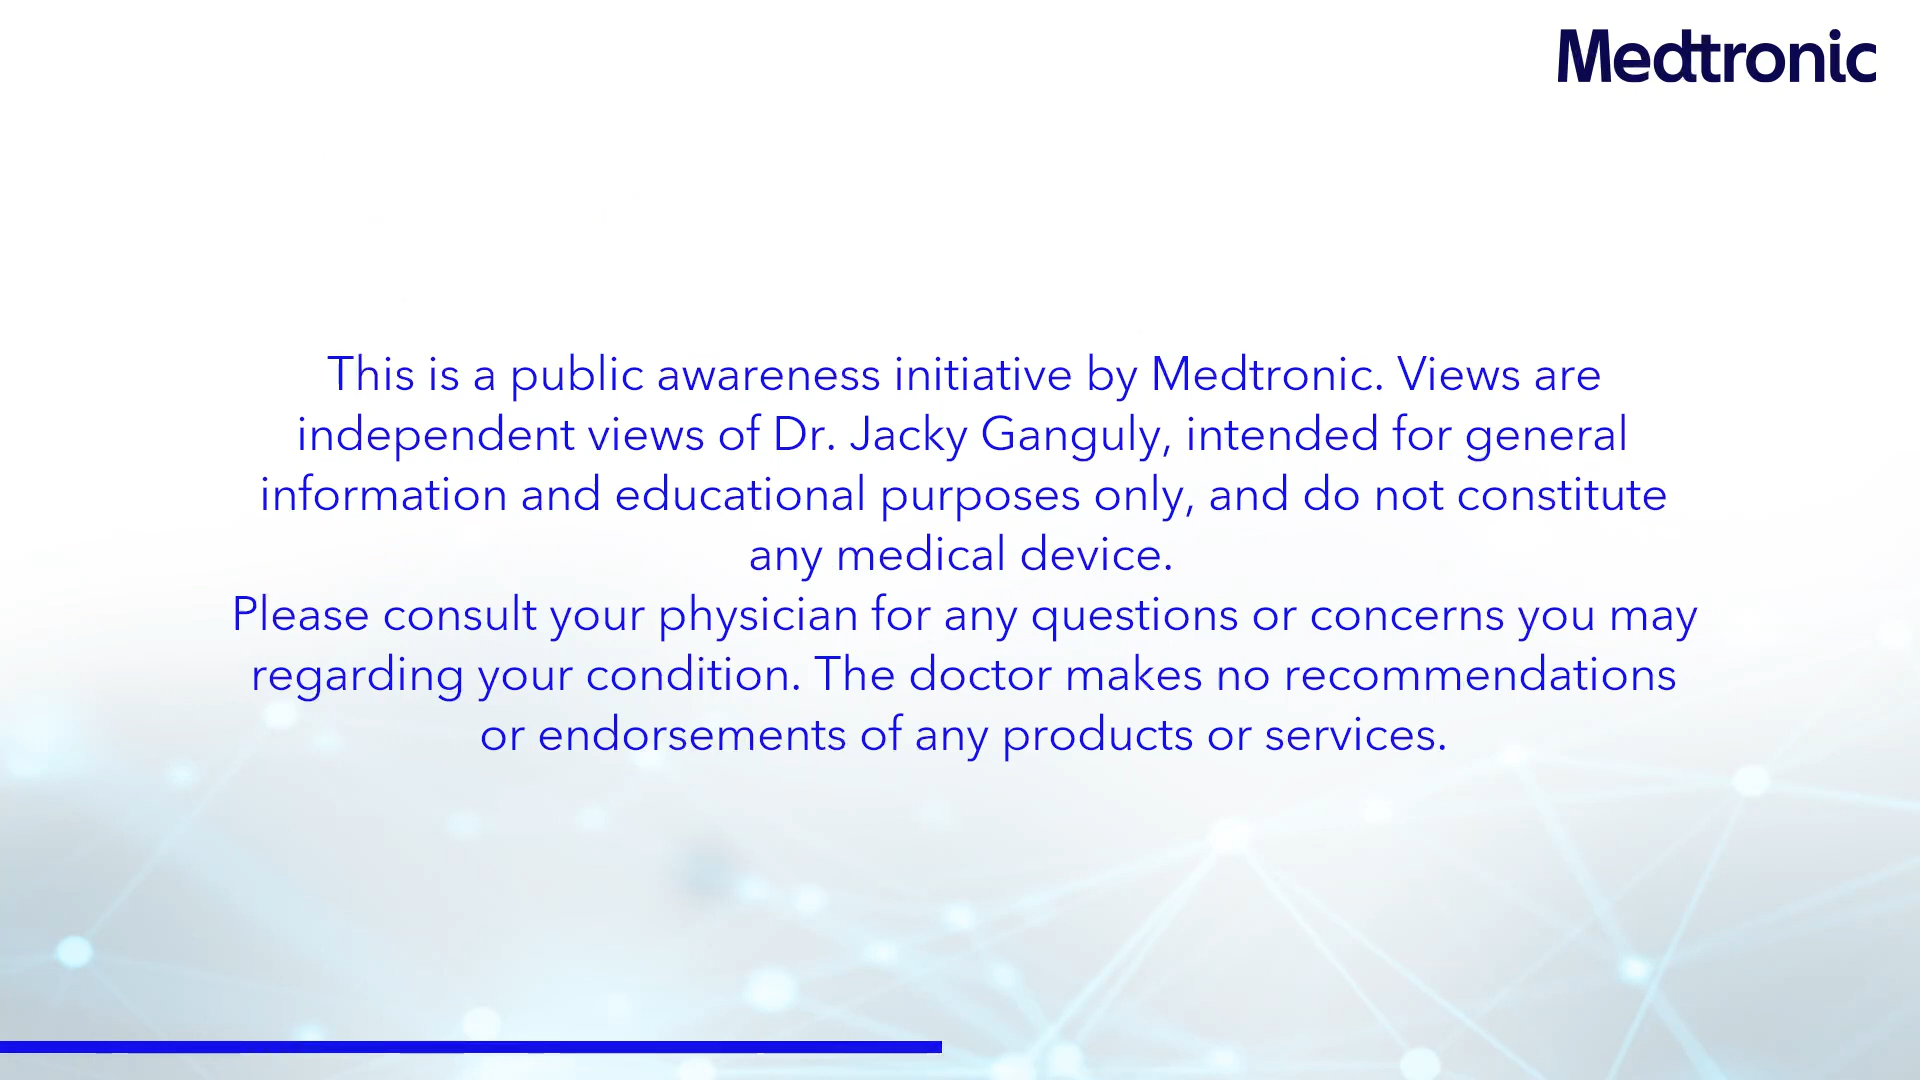 Medtronic
This is a public awareness initiative by Medtronic. Views are
independent views of Dr. Jacky Ganguly, intended for general
information and educational purposes only, and do not constitute
any medical device.
Please consult your physician for any questions or concerns you may
regarding your condition. The doctor makes no recommendations
or endorsements of any products or services.